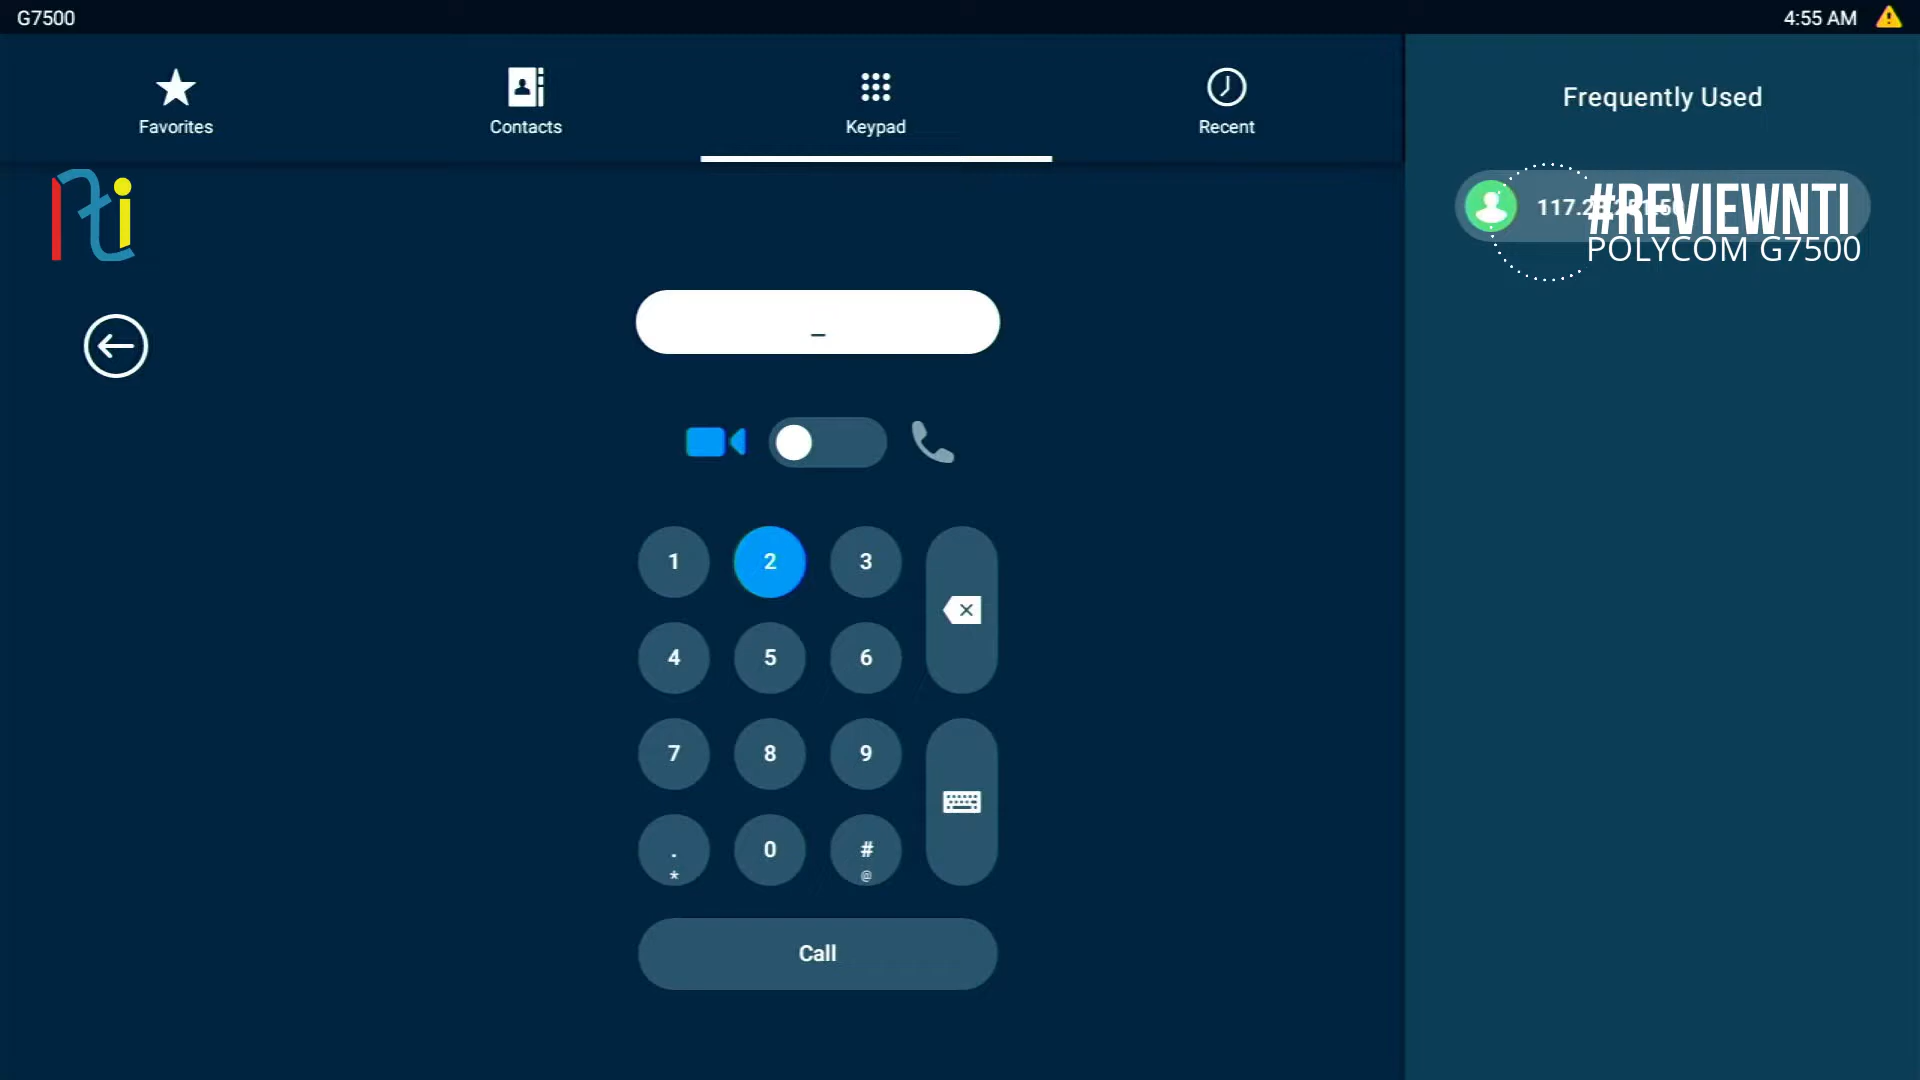 G7500
4:55 AM
Favorites
Contacts
Keypad
Recent
Frequently Used
#REVIEWNTI
POLYCOM G7500
_
1 2 3
4 5 6
7 8 9
. 0 #
* @
Call